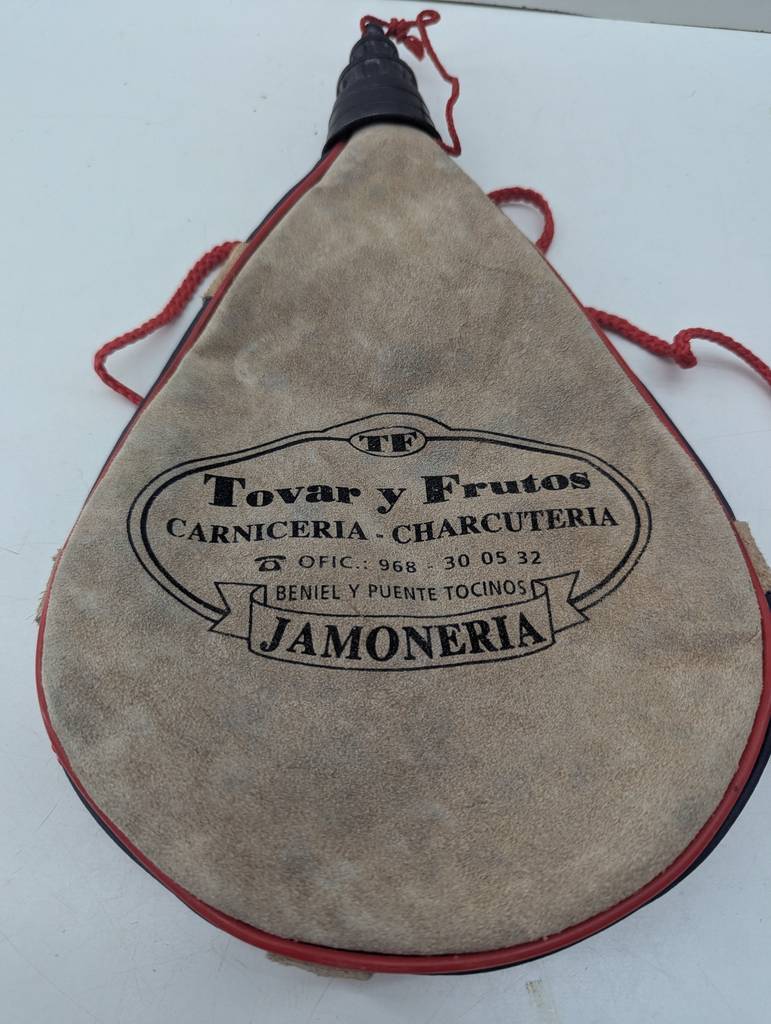 TF
Tovar y Frutos
CARNICERIA - CHARCUTERIA
☎ OFIC.: 968 - 30 05 32
BENIEL Y PUENTE TOCINOS
JAMONERIA